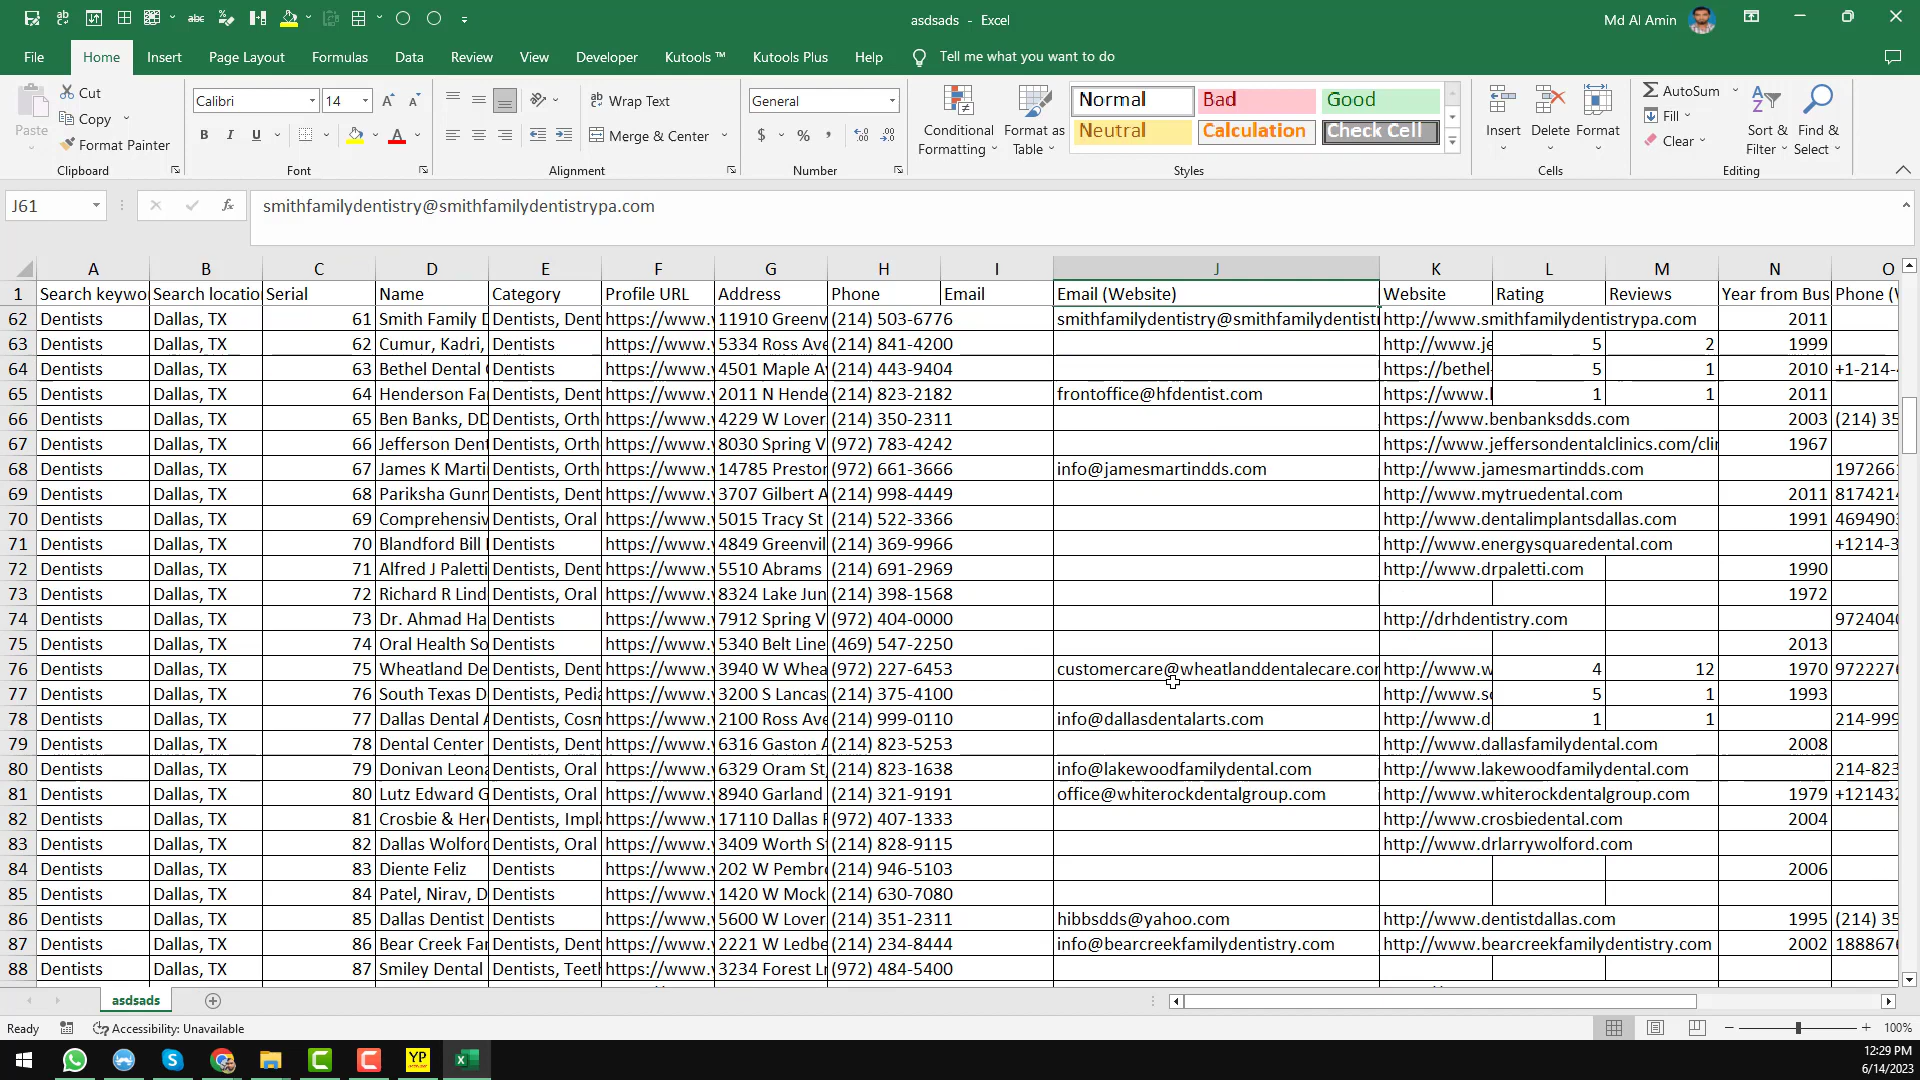 asdsads - Excel
Md Al Amin
File Home Insert Page Layout Formulas Data Review View Developer Kutools ™ Kutools Plus Help Tell me what you want to do
Paste
Cut
Copy
Format Painter
Clipboard
Calibri 14
B I U
Font
Wrap Text
Merge & Center
Alignment
General
$ % ,
Number
Conditional Formatting
Format as Table
Normal Bad Good
Neutral Calculation Check Cell
Styles
Insert Delete Format
Cells
AutoSum
Fill
Clear
Sort & Filter
Find & Select
Editing
J61 fx smithfamilydentistry@smithfamilydentistrypa.com
A B C D E F G H I J K L M N O
1 Search keywo Search locatio Serial Name Category Profile URL Address Phone Email Email (Website) Website Rating Reviews Year from Bus Phone (
62 Dentists Dallas, TX 61 Smith Family Dentists, Dent https://www. 11910 Greenv (214) 503-6776 smithfamilydentistry@smithfamilydentist http://www.smithfamilydentistrypa.com 2011
63 Dentists Dallas, TX 62 Cumur, Kadri, Dentists https://www. 5334 Ross Ave (214) 841-4200 http://www.je 5 2 1999
64 Dentists Dallas, TX 63 Bethel Dental Dentists https://www. 4501 Maple A (214) 443-9404 https://bethel- 5 1 2010 +1-214-
65 Dentists Dallas, TX 64 Henderson Fa Dentists, Dent https://www. 2011 N Hende (214) 823-2182 frontoffice@hfdentist.com https://www. 1 1 2011
66 Dentists Dallas, TX 65 Ben Banks, DD Dentists, Orth https://www. 4229 W Lover (214) 350-2311 https://www.benbanksdds.com 2003 (214) 35
67 Dentists Dallas, TX 66 Jefferson Dent Dentists, Orth https://www. 8030 Spring V (972) 783-4242 https://www.jeffersondentalclinics.com/cli 1967
68 Dentists Dallas, TX 67 James K Marti Dentists, Orth https://www. 14785 Preston (972) 661-3666 info@jamesmartindds.com http://www.jamesmartindds.com 197266
69 Dentists Dallas, TX 68 Pariksha Gunn Dentists, Dent https://www. 3707 Gilbert A (214) 998-4449 http://www.mytruedental.com 2011 8174214
70 Dentists Dallas, TX 69 Comprehensiv Dentists, Oral https://www. 5015 Tracy St (214) 522-3366 http://www.dentalimplantsdallas.com 1991 469490
71 Dentists Dallas, TX 70 Blandford Bill Dentists https://www. 4849 Greenvil (214) 369-9966 http://www.energysquaredental.com +1214-3
72 Dentists Dallas, TX 71 Alfred J Paletti Dentists, https://www. 5510 Abrams (214) 691-2969 http://www.drpaletti.com 1990
73 Dentists Dallas, TX 72 Richard R Lind Dentists, Oral https://www. 8324 Lake Jun (214) 398-1568 1972
74 Dentists Dallas, TX 73 Dr. Ahmad Ha Dentists https://www. 7912 Spring V (972) 404-0000 http://drhdentistry.com 972404
75 Dentists Dallas, TX 74 Oral Health So Dentists https://www. 5340 Belt Line (469) 547-2250 2013
76 Dentists Dallas, TX 75 Wheatland De Dentists, Dent https://www. 3940 W Whea (972) 227-6453 customercare@wheatlanddentalecare.co http://www.w 4 12 1970 972227
77 Dentists Dallas, TX 76 South Texas D Dentists, Pedia https://www. 3200 S Lancas (214) 375-4100 http://www.s 5 1 1993
78 Dentists Dallas, TX 77 Dallas Dental A Dentists, Cosm https://www. 2100 Ross Ave (214) 999-0110 info@dallasdentalarts.com http://www.d 1 1 214-999
79 Dentists Dallas, TX 78 Dental Center Dentists, Dent https://www. 6316 Gaston A (214) 823-5253 http://www.dallasfamilydental.com 2008
80 Dentists Dallas, TX 79 Donivan Leona Dentists, Oral https://www. 6329 Oram St (214) 823-1638 info@lakewoodfamilydental.com http://www.lakewoodfamilydental.com 214-823
81 Dentists Dallas, TX 80 Lutz Edward G Dentists, Oral https://www. 8940 Garland (214) 321-9191 office@whiterockdentalgroup.com http://www.whiterockdentalgroup.com 1979 +121432
82 Dentists Dallas, TX 81 Crosbie & Her Dentists, Impla https://www. 17110 Dallas (972) 407-1333 http://www.crosbiedental.com 2004
83 Dentists Dallas, TX 82 Dallas Wolfor Dentists, Oral https://www. 3409 Worth S (214) 828-9115 http://www.drlarrywolford.com
84 Dentists Dallas, TX 83 Diente Feliz Dentists https://www. 202 W Pembr (214) 946-5103 2006
85 Dentists Dallas, TX 84 Patel, Nirav, D Dentists https://www. 1420 W Mock (214) 630-7080
86 Dentists Dallas, TX 85 Dallas Dentist Dentists https://www. 5600 W Lover (214) 351-2311 hibbsdds@yahoo.com http://www.dentistdallas.com 1995 (214) 35
87 Dentists Dallas, TX 86 Bear Creek Fa Dentists, Dent https://www. 2221 W Ledbe (214) 234-8444 info@bearcreekfamilydentistry.com http://www.bearcreekfamilydentistry.com 2002 188867
88 Dentists Dallas, TX 87 Smiley Dental Dentists, Teet https://www. 3234 Forest L (972) 484-5400
asdsads
Ready Accessibility: Unavailable 100%
YP
12:29 PM
6/14/2023